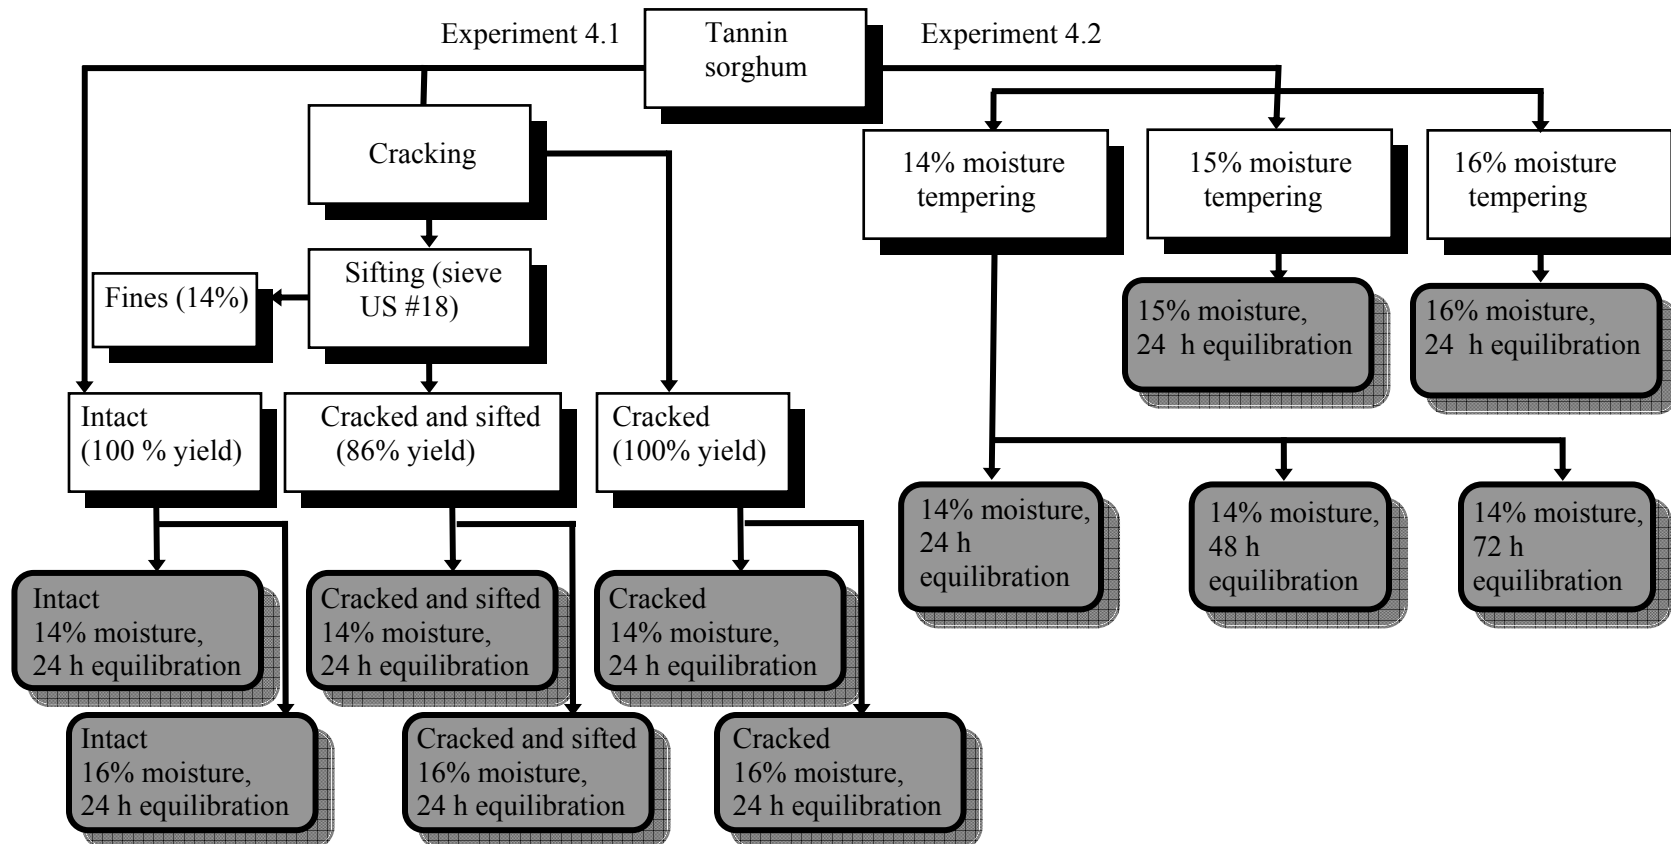 Experiment 4.1
Tannin
sorghum
Experiment 4.2
Cracking
Sifting (sieve
US #18)
Fines (14%)
Intact
(100 % yield)
Cracked and sifted
(86% yield)
Cracked
(100% yield)
Intact
14% moisture,
24 h equilibration
Cracked and sifted
14% moisture,
24 h equilibration
Cracked
14% moisture,
24 h equilibration
Intact
16% moisture,
24 h equilibration
Cracked and sifted
16% moisture,
24 h equilibration
Cracked
16% moisture,
24 h equilibration
14% moisture
tempering
15% moisture
tempering
16% moisture
tempering
15% moisture,
24 h equilibration
16% moisture,
24 h equilibration
14% moisture,
24 h
equilibration
14% moisture,
48 h
equilibration
14% moisture,
72 h
equilibration